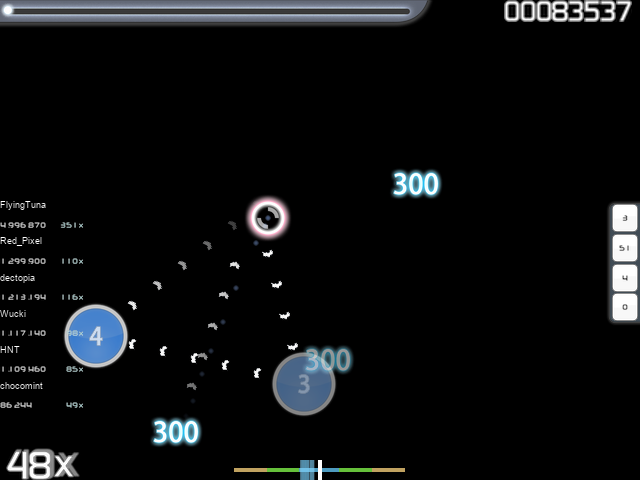 00083537
300
FlyingTuna
4.996.870 351x
Red_Pixel
1.299.900 110x
dectopia
1.213.194 116x
Wucki
1.117.140 98x
HNT
1.109.460 85x
chocomint
86.244 49x
3
51
4
0
4
300
3
300
48x